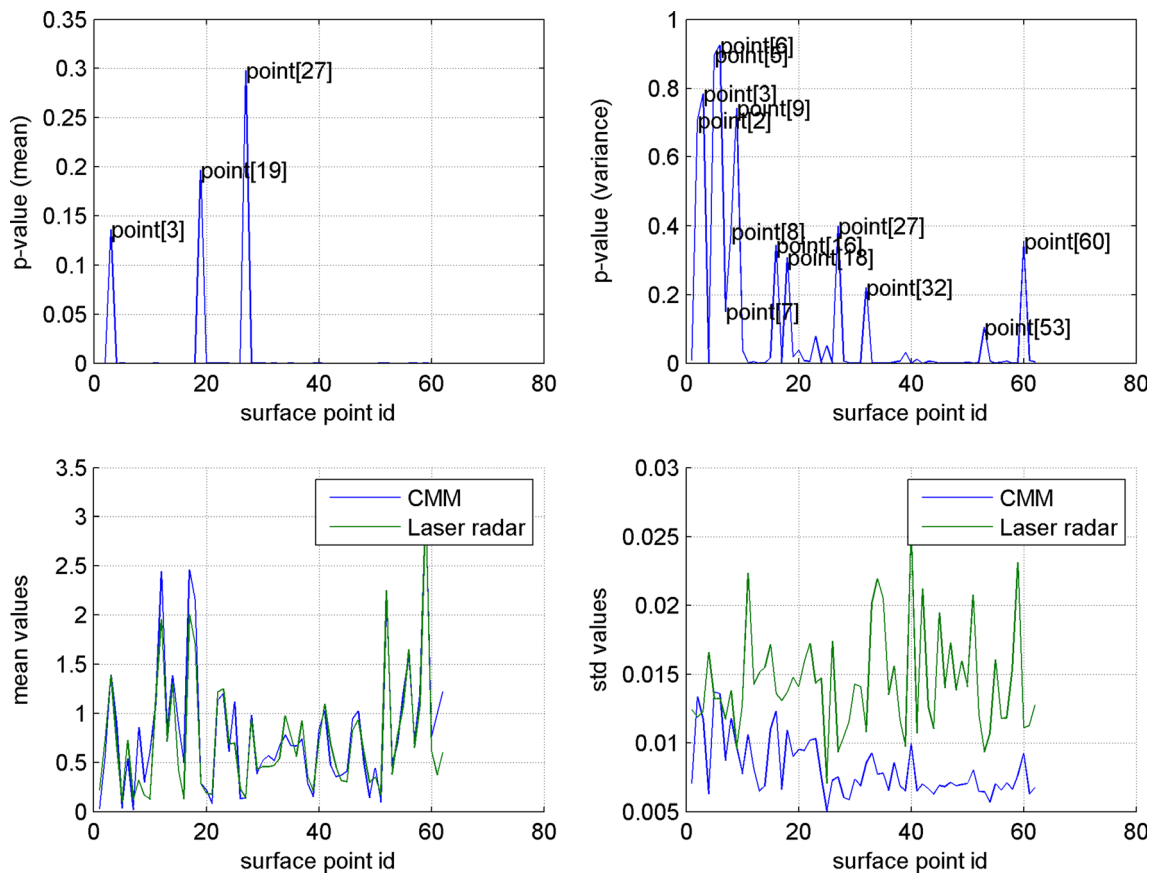 0.35
0.3
0.25
0.2
0.15
0.1
0.05
0
p-value (mean)
point[27]
point[19]
point[3]
0 20 40 60 80
surface point id
1
0.8
0.6
0.4
0.2
0
p-value (variance)
point[6]
point[5]
point[3]
point[9]
point[2]
point[8]
point[27]
point[16]
point[18]
point[60]
point[32]
point[7]
point[53]
0 20 40 60 80
surface point id
3.5
3
2.5
2
1.5
1
0.5
0
mean values
CMM
Laser radar
0 20 40 60 80
surface point id
0.03
0.025
0.02
0.015
0.01
0.005
std values
CMM
Laser radar
0 20 40 60 80
surface point id